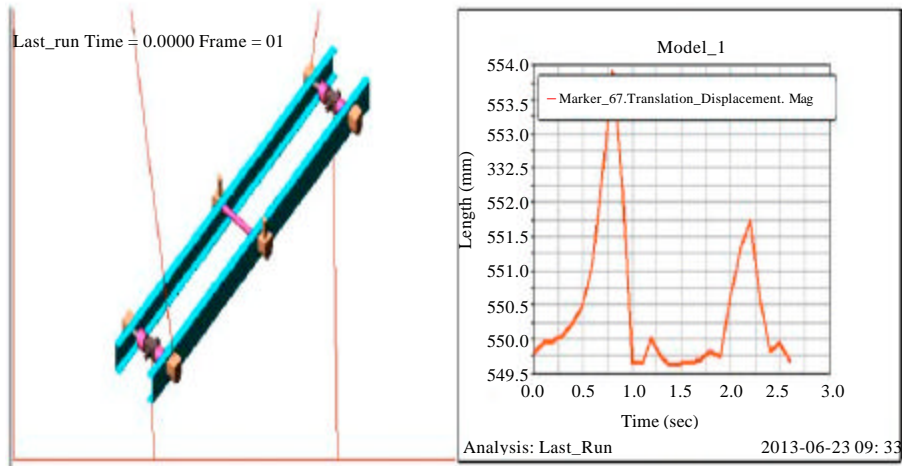 Last_run Time = 0.0000 Frame = 01
Model_1
Marker_67.Translation_Displacement. Mag
Length (mm)
554.0
553.5
553.0
332.5
552.0
551.5
551.0
550.5
550.0
549.5
0.0 0.5 1.0 1.5 2.0 2.5 3.0
Time (sec)
Analysis: Last_Run 2013-06-23 09: 33